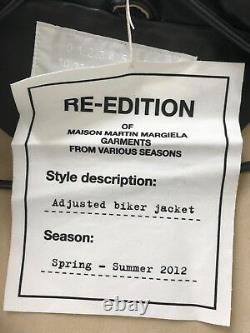 RE-EDITION
OF
MAISON MARTIN MARGIELA
GARMENTS
FROM VARIOUS SEASONS
Style description:
Adjusted biker jacket
Season:
Spring - Summer 2012
ebay